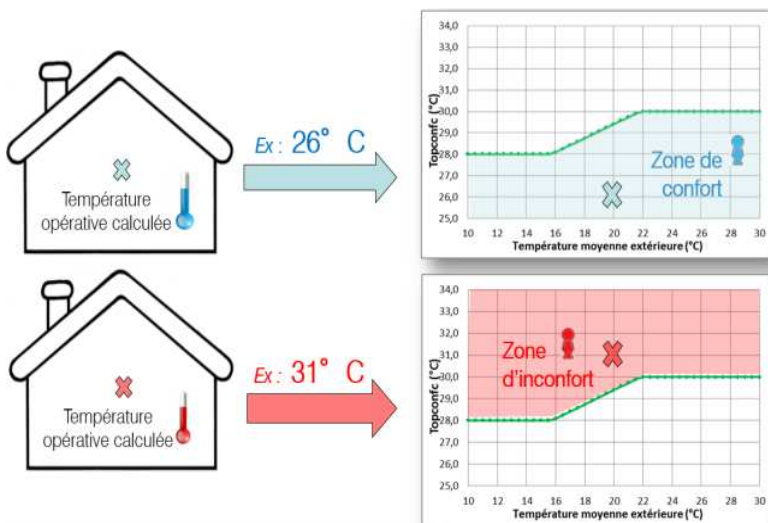 Température
opérative calculée
Ex : 26° C
Topconfc (°C)
34,0
33,0
32,0
31,0
30,0
29,0
28,0
27,0
26,0
25,0
Zone de
confort
10 12 14 16 18 20 22 24 26 28 30
Température moyenne extérieure (°C)
Température
opérative calculée
Ex : 31° C
Topconfc (°C)
34,0
33,0
32,0
31,0
30,0
29,0
28,0
27,0
26,0
25,0
Zone
d'inconfort
10 12 14 16 18 20 22 24 26 28 30
Température moyenne extérieure (°C)